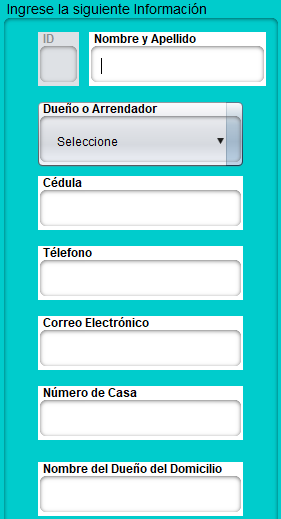 Ingrese la siguiente Información
ID Nombre y Apellido
Dueño o Arrendador
Seleccione
Cédula
Télefono
Correo Electrónico
Número de Casa
Nombre del Dueño del Domicilio